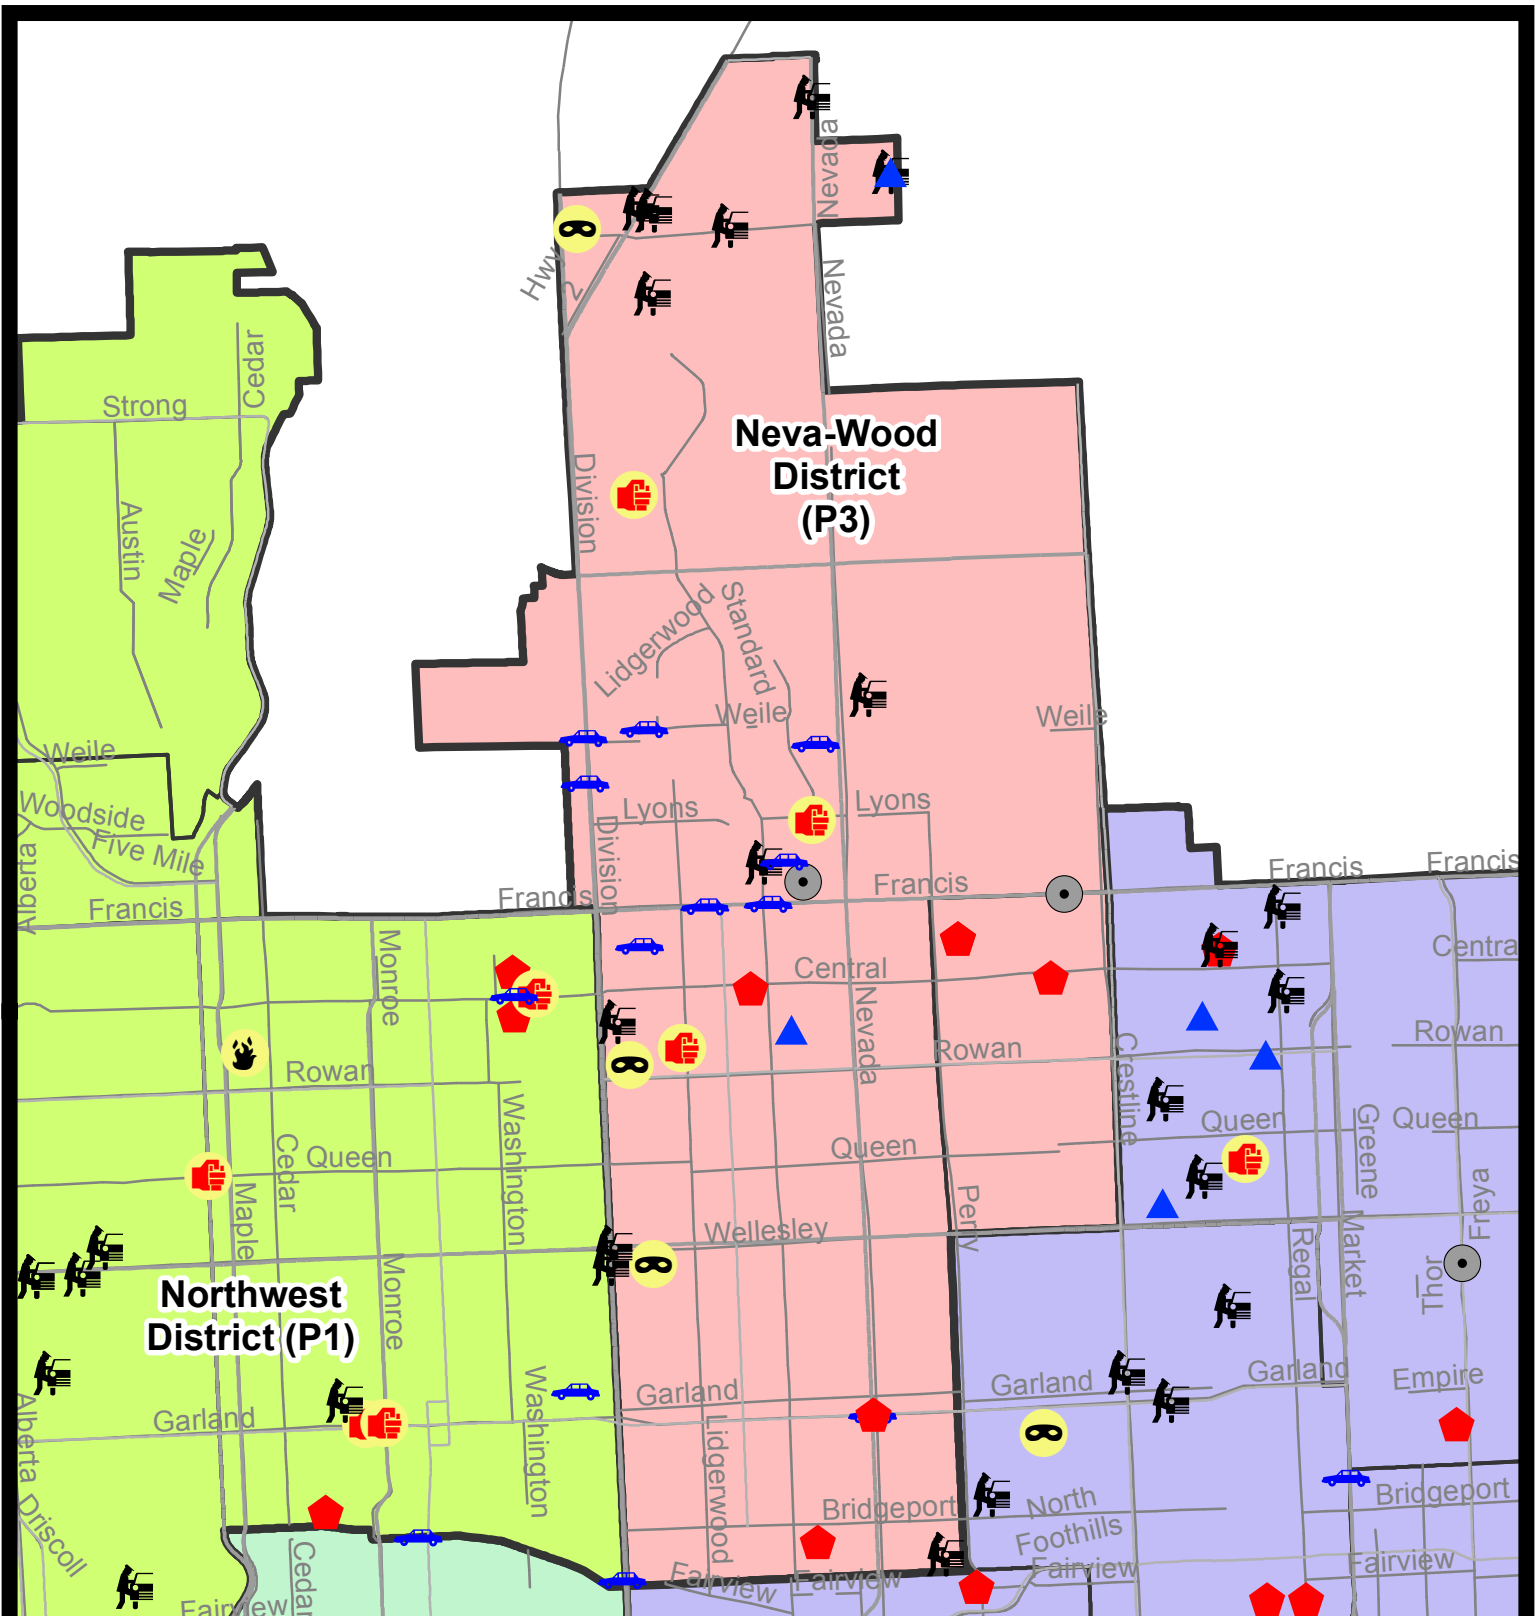 Nevada
Hwy 2
Nevada
Cedar
Strong
Neva-Wood
District
(P3)
Division
Austin
Maple
Lidgerwood
Standard
Weile
Weile
Weile
Woodside
Five Mile
Alberta
Lyons
Lyons
Division
Francis
Francis
Francis
Francis
Francis
Monroe
Central
Centra
Nevada
Rowan
Rowan
Rowan
Crestline
Washington
Queen
Queen
Queen
Queen
Cedar
Greene
Maple
Perry
Freya
Wellesley
Market
Regal
Thor
Northwest
District (P1)
Monroe
Garland
Garland
Garland
Garland
Empire
Washington
Alberta
Lidgerwood
Driscoll
Bridgeport
Bridgeport
North
Foothills
Cedar
Fairview
Fairview
Fairview
Fairview
Fairview